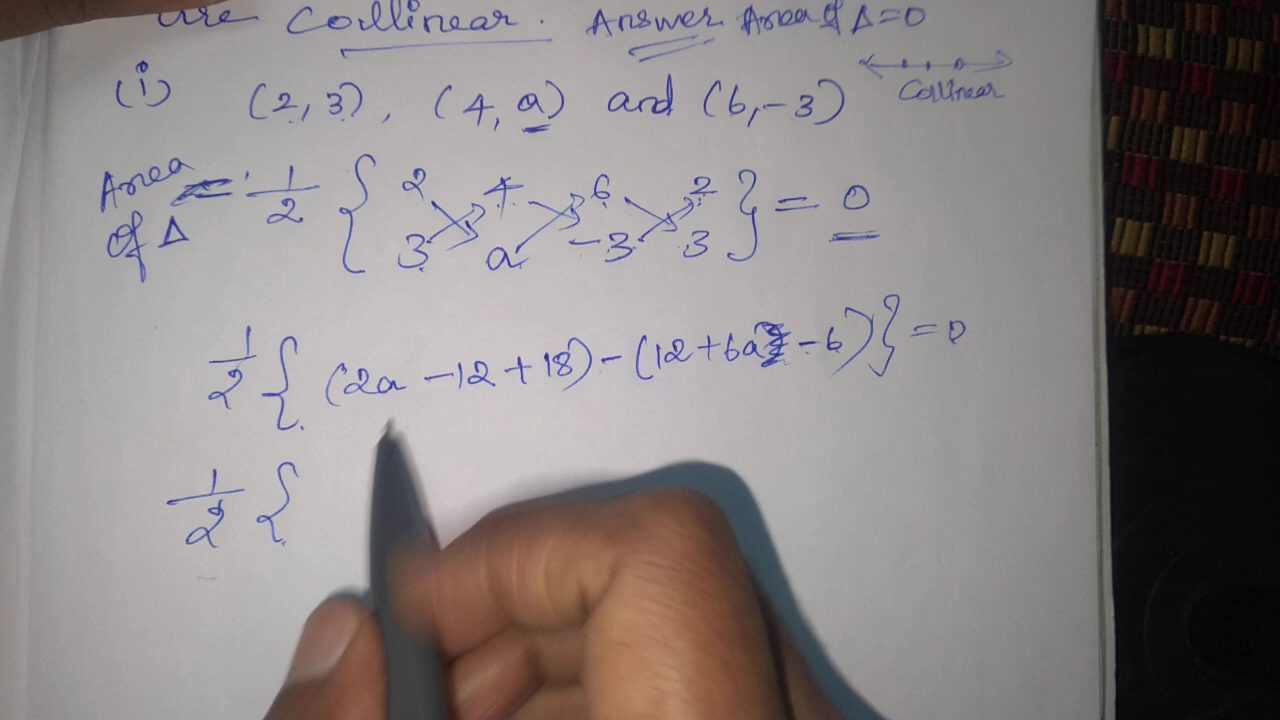 are Collinear. Answer Area of Δ=0
(i) (2,3), (4,a) and (6,-3) Collinear
Area of Δ = 1/2 { 2 4 6 2
3 a -3 3 } = 0
1/2 { (2a -12 +18) - (12 +6a -6) } = 0
1/2 {